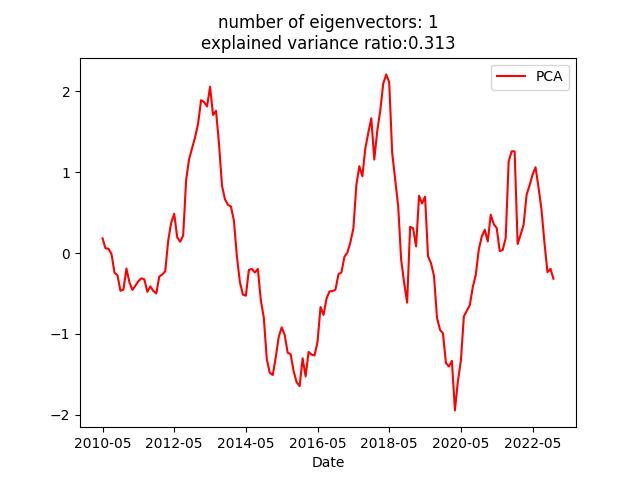 number of eigenvectors: 1
explained variance ratio:0.313
PCA
2
1
0
−1
−2
2010-05 2012-05 2014-05 2016-05 2018-05 2020-05 2022-05
Date